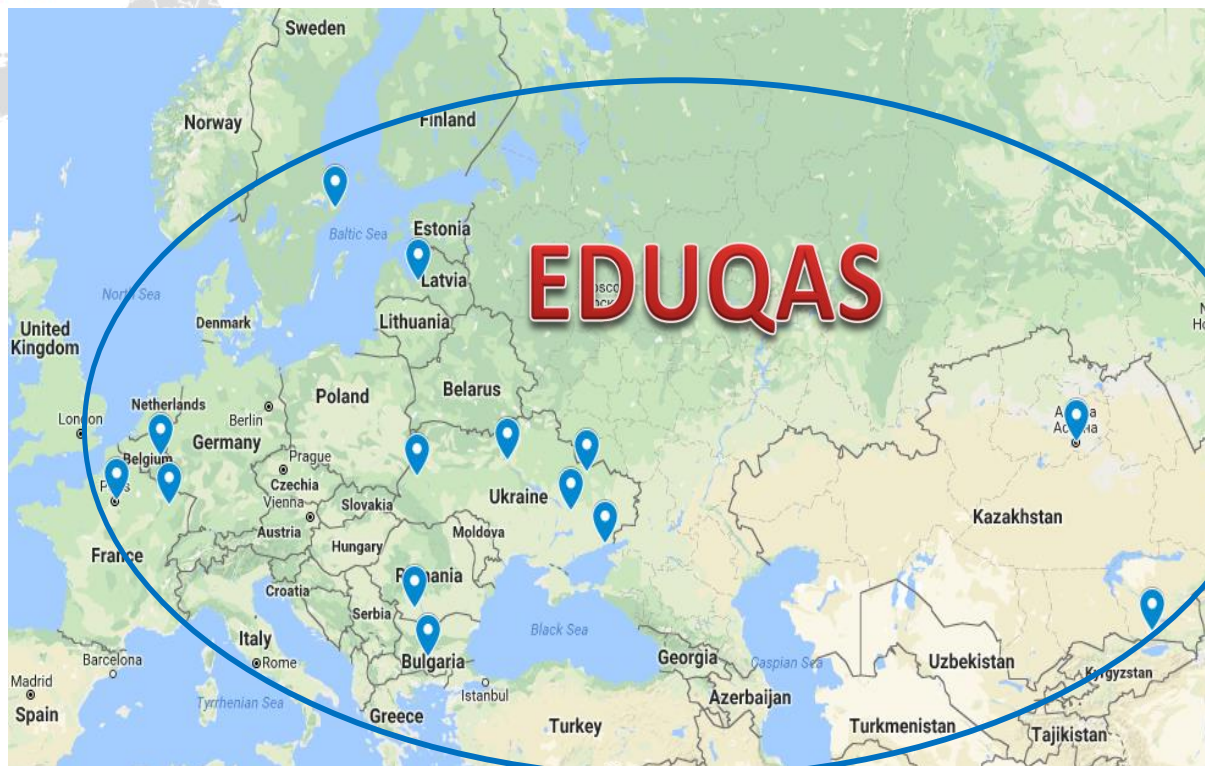 Sweden
Norway
Finland
Baltic Sea
Estonia
Latvia
North Sea
EDUQAS
United
Kingdom
Denmark
Lithuania
Belarus
Poland
Netherlands
London
Berlin
Germany
Belgium
Prague
Czechia
Vienna
Slovakia
Ukraine
Austria
Hungary
Moldova
Kazakhstan
France
Croatia
Romania
Serbia
Italy
Rome
Black Sea
Bulgaria
Georgia
Caspian Sea
Uzbekistan
Kyrgyzstan
Barcelona
Madrid
Spain
Tyrrhenian Sea
Istanbul
Azerbaijan
Greece
Turkey
Turkmenistan
Tajikistan